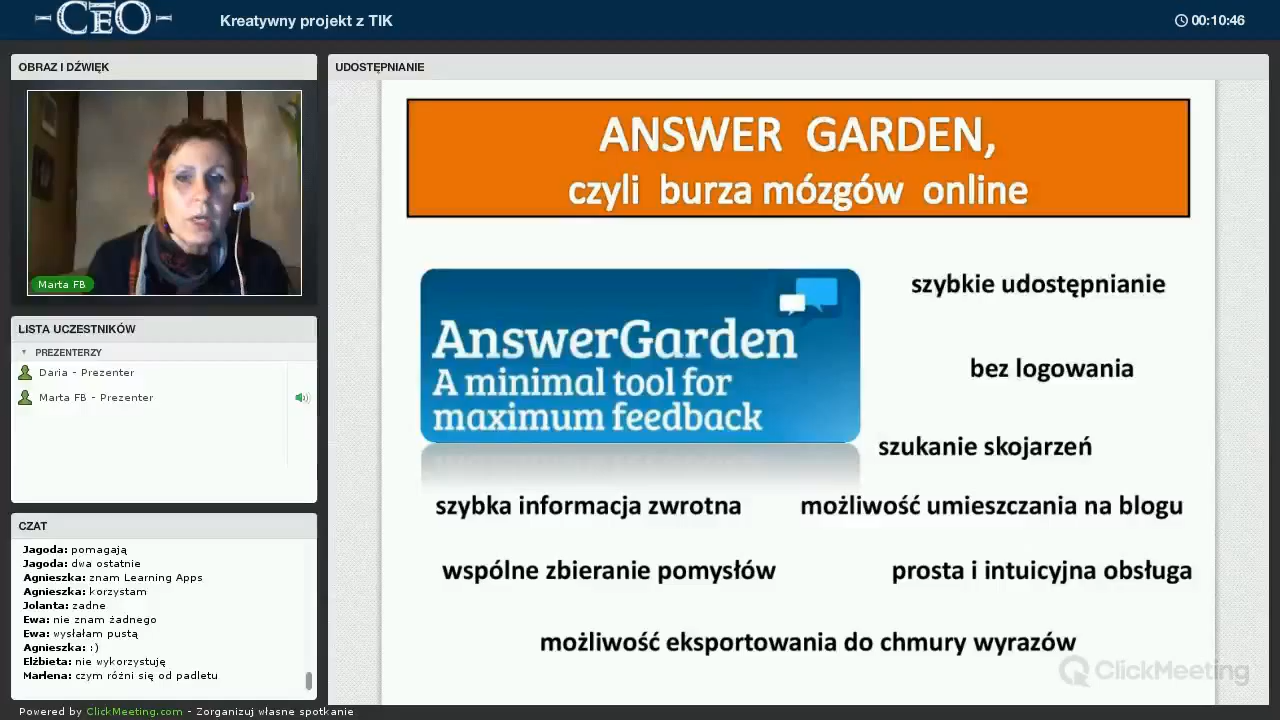 CEO
Kreatywny projekt z TIK
00:10:46
OBRAZ I DŹWIĘK
Marta FB
LISTA UCZESTNIKÓW
PREZENTERZY
Daria - Prezenter
Marta FB - Prezenter
CZAT
Jagoda: pomagają
Jagoda: dwa ostatnie
Agnieszka: znam Learning Apps
Agnieszka: korzystam
Jolanta: zadne
Ewa: nie znam żadnego
Ewa: wysłałam pustą
Agnieszka: :)
Elżbieta: nie wykorzystuję
Marlena: czym różni się od padletu
UDOSTĘPNIANIE
ANSWER GARDEN,
czyli burza mózgów online
AnswerGarden
A minimal tool for
maximum feedback
szybkie udostępnianie
bez logowania
szukanie skojarzeń
szybka informacja zwrotna
możliwość umieszczania na blogu
wspólne zbieranie pomysłów
prosta i intuicyjna obsługa
możliwość eksportowania do chmury wyrazów
ClickMeeting
Powered by ClickMeeting.com - Zorganizuj własne spotkanie